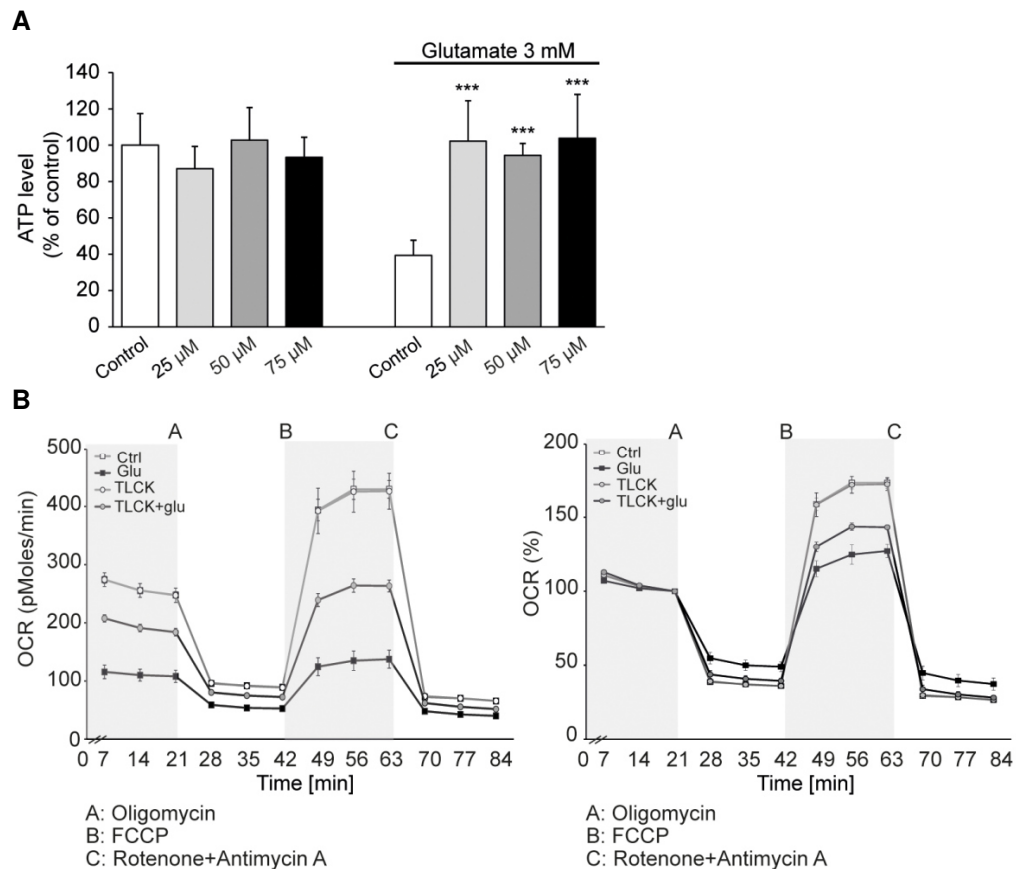 A
Glutamate 3 mM
ATP level
(% of control)
140
120
100
80
60
40
20
0
***
***
***
Control
25 µM
50 µM
75 µM
Control
25 µM
50 µM
75 µM
B
A
B
C
OCR (pMoles/min)
500
400
300
200
100
0
Ctrl
Glu
TLCK
TLCK+glu
0 7 14 21 28 35 42 49 56 63 70 77 84
Time [min]
A: Oligomycin
B: FCCP
C: Rotenone+Antimycin A
A
B
C
OCR (%)
200
150
100
50
0
Ctrl
Glu
TLCK
TLCK+glu
0 7 14 21 28 35 42 49 56 63 70 77 84
Time [min]
A: Oligomycin
B: FCCP
C: Rotenone+Antimycin A